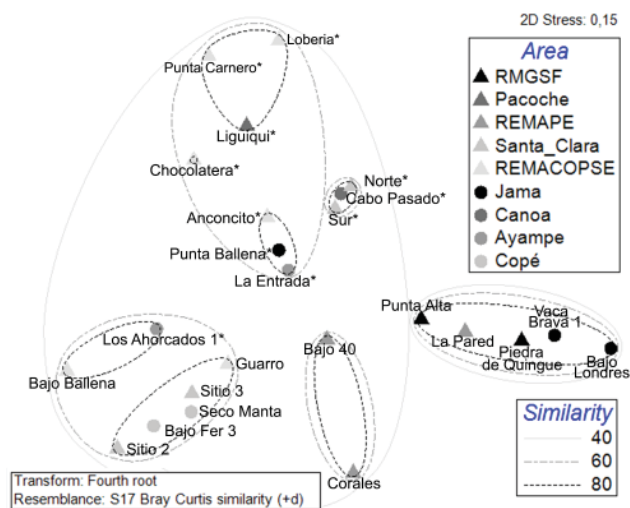 2D Stress: 0,15
Area
RMGSF
Pacoche
REMAPE
Santa_Clara
REMACOPSE
Jama
Canoa
Ayampe
Copé
Loberia*
Punta Carnero*
Liguiqui*
Chocolatera*
Norte*
Cabo Pasado*
Sur*
Anconcito*
Punta Ballena*
La Entrada*
Punta Alta
Vaca
Brava 1
La Pared
Piedra
de Quingue
Bajo
Londres
Los Ahorcados 1*
Bajo 40
Bajo Ballena
Guarro
Sitio 3
Seco Manta
Bajo Fer 3
Sitio 2
Corales
Similarity
40
60
80
Transform: Fourth root
Resemblance: S17 Bray Curtis similarity (+d)